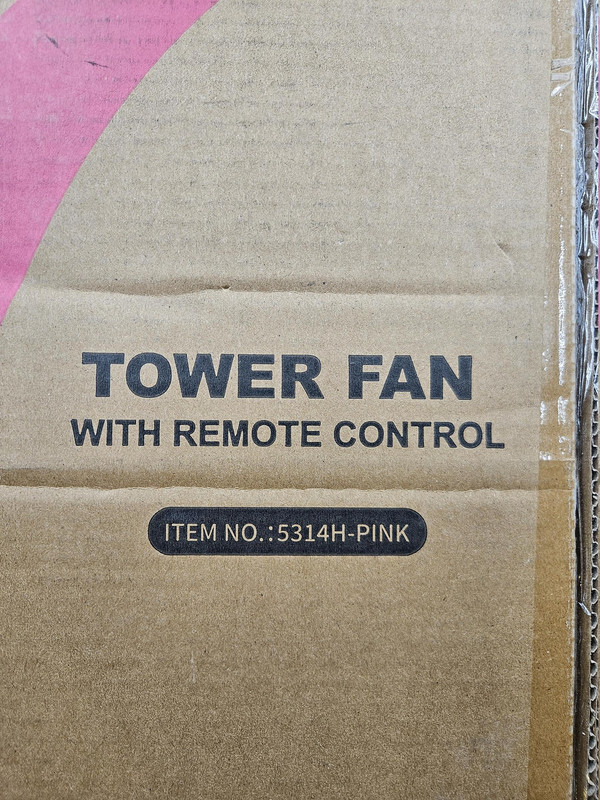 TOWER FAN
WITH REMOTE CONTROL
ITEM NO.:5314H-PINK